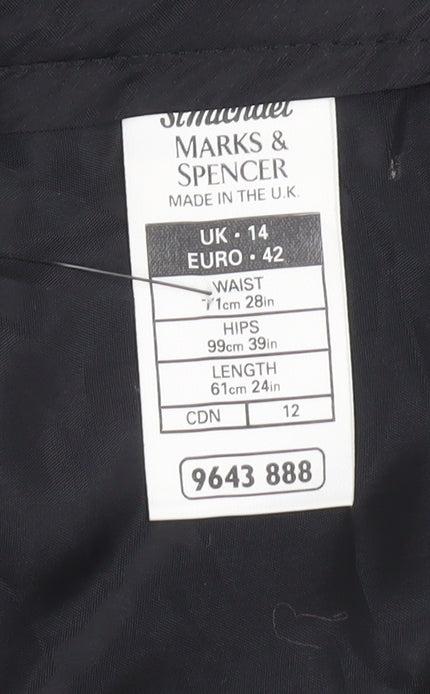 StMichael
MARKS &
SPENCER
MADE IN THE U.K.
UK · 14
EURO · 42
WAIST
71cm 28in
HIPS
99cm 39in
LENGTH
61cm 24in
CDN 12
9643 888